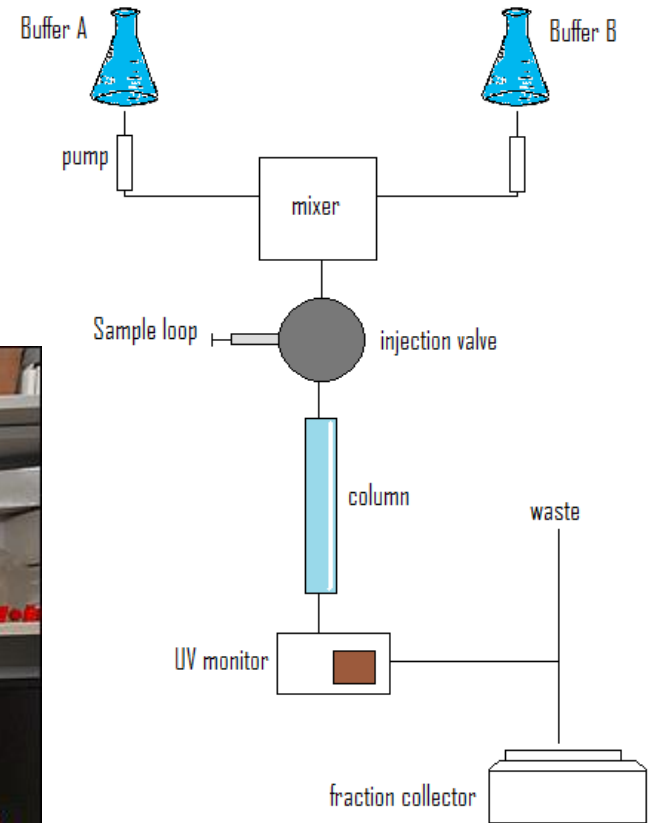 Buffer A
Buffer B
pump
mixer
Sample loop
injection valve
column
waste
UV monitor
fraction collector